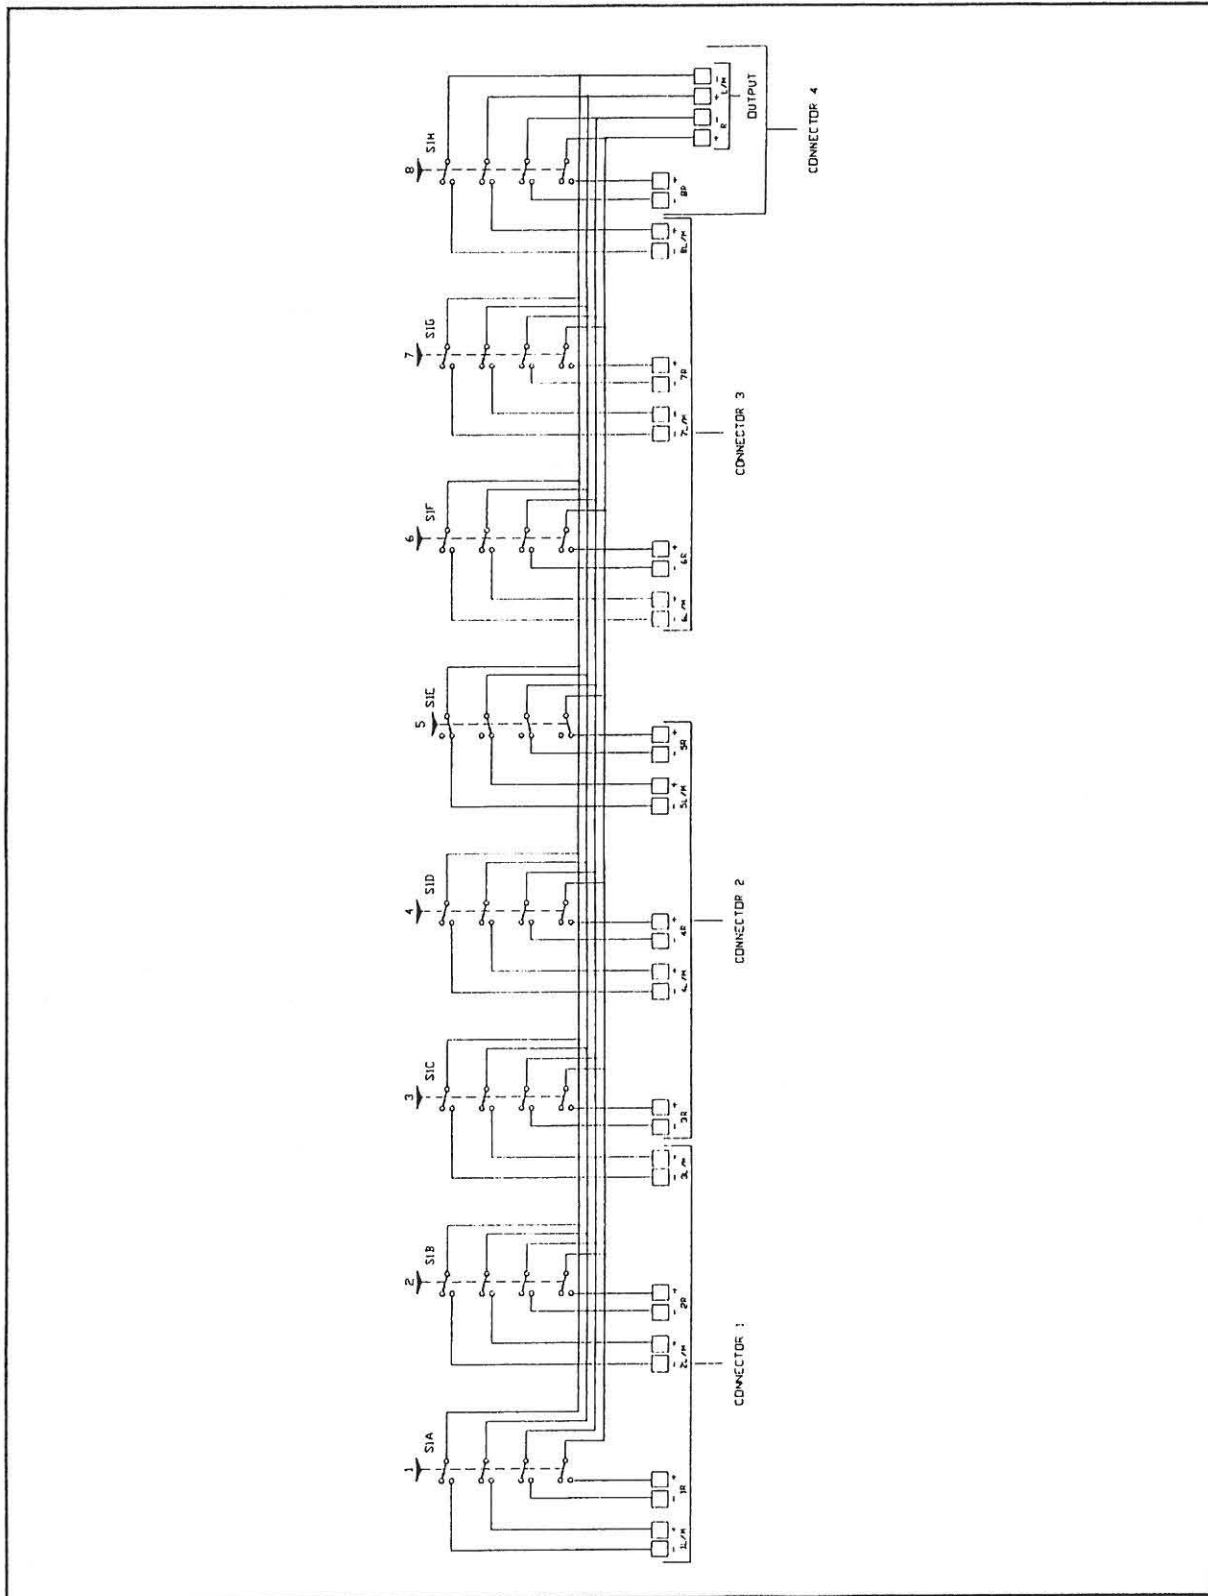 1 S1A
2 S1B
3 S1C
4 S1D
5 S1E
6 S1F
7 S1G
8 S1H
- + - +
1L/M 1R
- + - +
2L/M 2R
- + - +
3L/M 3R
- + - +
4L/M 4R
- + - +
5L/M 5R
- + - +
6L/M 6R
- + - +
7L/M 7R
- + - +
8L/M 8R
+ - + -
R L/M
OUTPUT
CONNECTOR 1
CONNECTOR 2
CONNECTOR 3
CONNECTOR 4